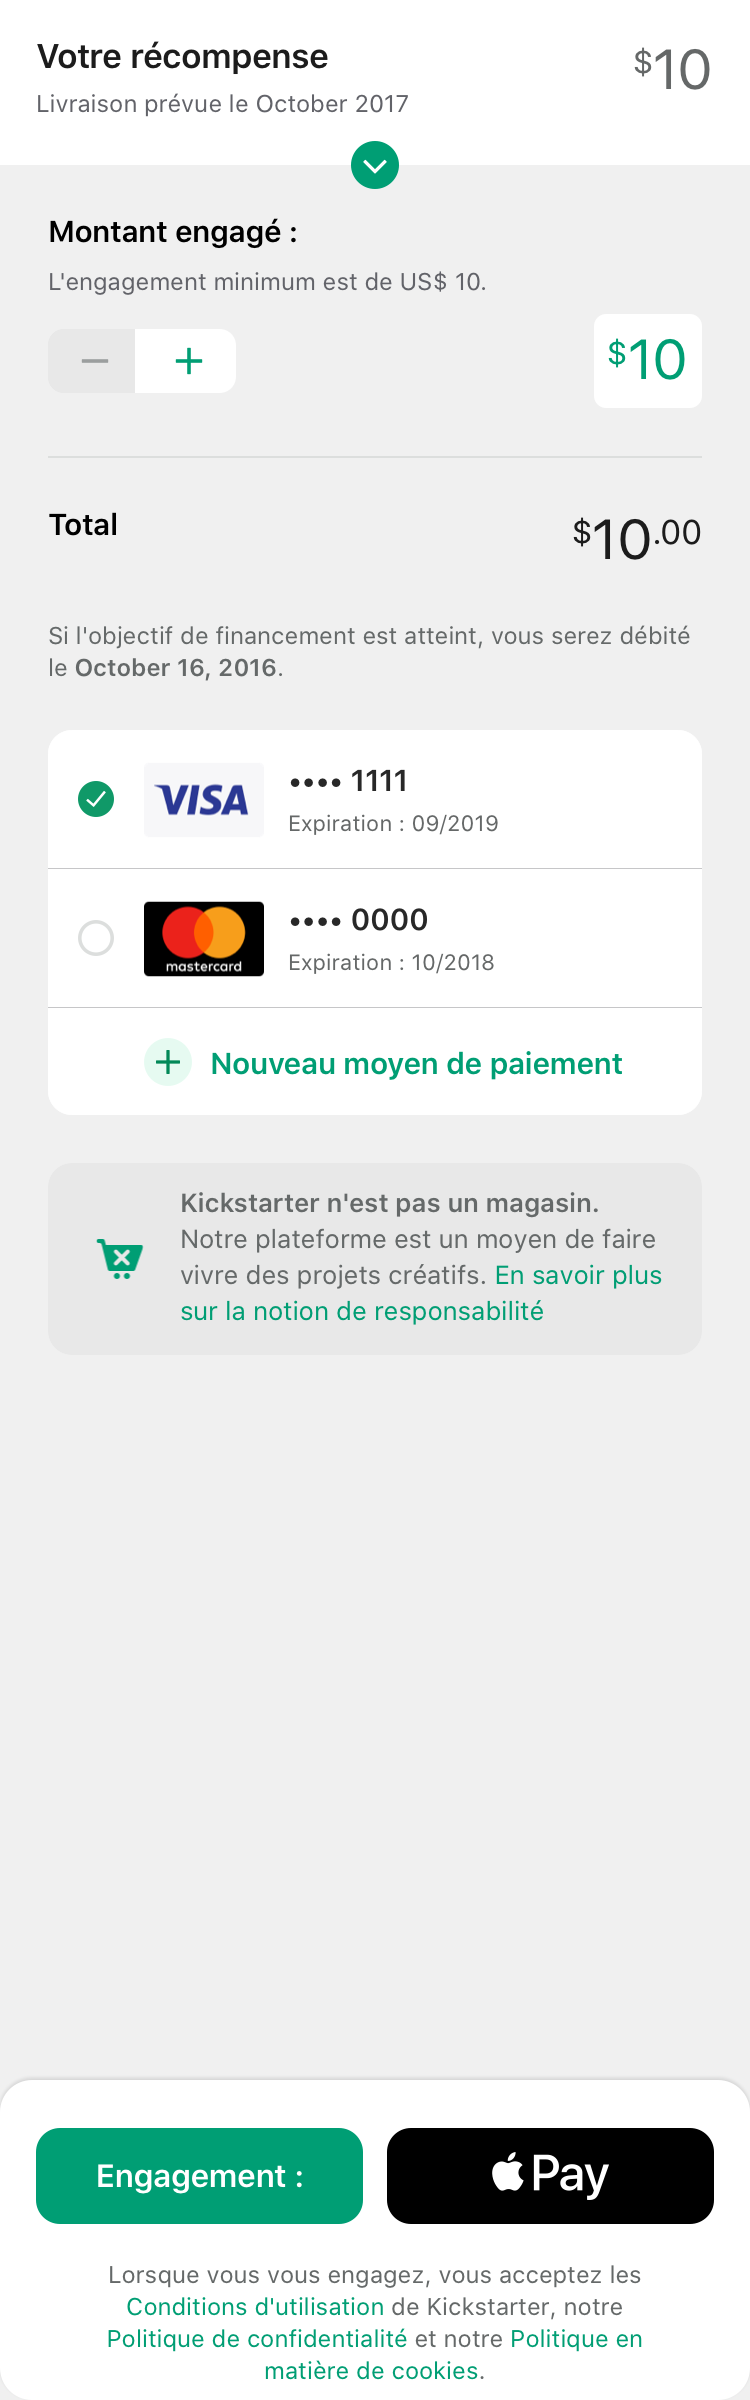 Votre récompense
$10
Livraison prévue le October 2017
Montant engagé :
L'engagement minimum est de US$ 10.
$10
Total
$10.00
Si l'objectif de financement est atteint, vous serez débité
le October 16, 2016.
VISA
•••• 1111
Expiration : 09/2019
mastercard
•••• 0000
Expiration : 10/2018
Nouveau moyen de paiement
Kickstarter n'est pas un magasin.
Notre plateforme est un moyen de faire
vivre des projets créatifs. En savoir plus
sur la notion de responsabilité
Engagement :
Pay
Lorsque vous vous engagez, vous acceptez les
Conditions d'utilisation de Kickstarter, notre
Politique de confidentialité et notre Politique en
matière de cookies.